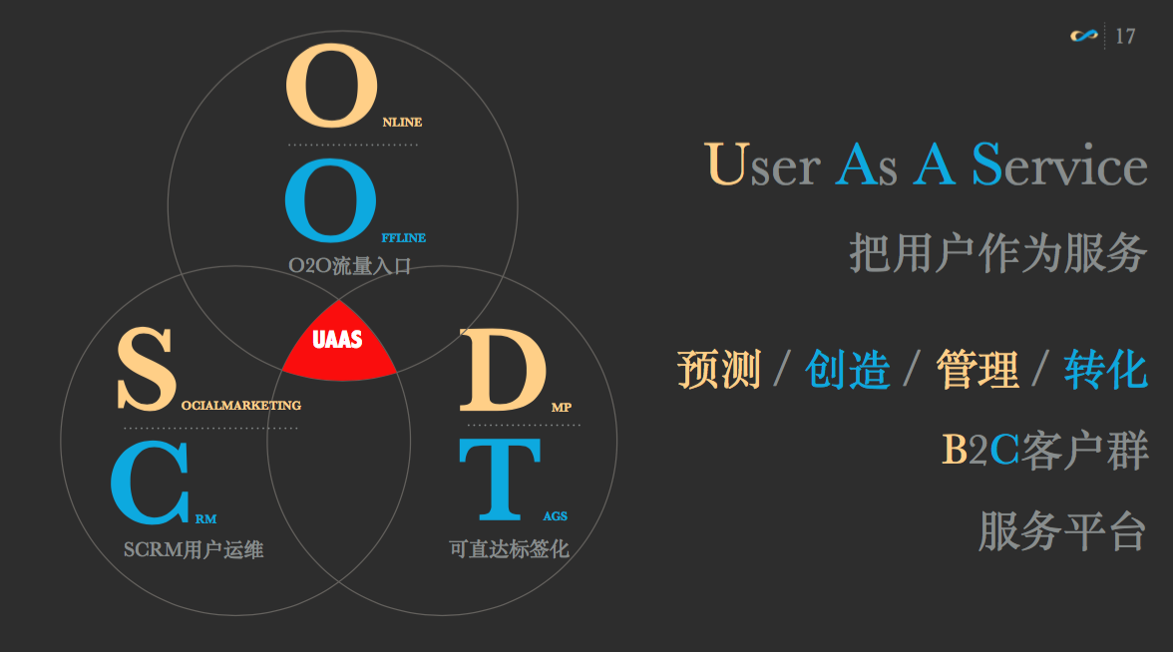 17
ONLINE
OFFLINE
O2O流量入口
UAAS
SOCIALMARKETING
CRM
SCRM用户运维
DMP
TAGS
可直达标签化
User As A Service
把用户作为服务
预测 / 创造 / 管理 / 转化
B2C客户群
服务平台